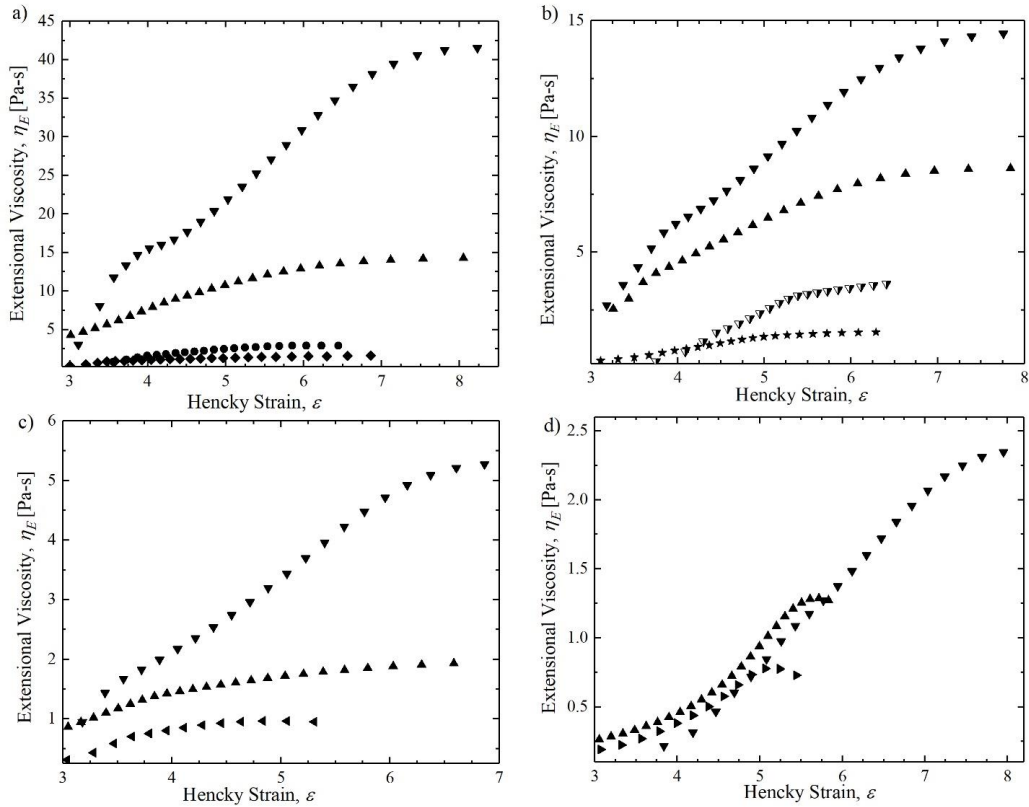 a)
45
40
35
30
25
20
15
10
5
3 4 5 6 7 8
Extensional Viscosity, ηE [Pa-s]
Hencky Strain, ε
b)
15
10
5
3 4 5 6 7 8
Extensional Viscosity, ηE [Pa-s]
Hencky Strain, ε
c)
6
5
4
3
2
1
3 4 5 6 7
Extensional Viscosity, ηE [Pa-s]
Hencky Strain, ε
d)
2.5
2.0
1.5
1.0
0.5
3 4 5 6 7 8
Extensional Viscosity, ηE [Pa-s]
Hencky Strain, ε